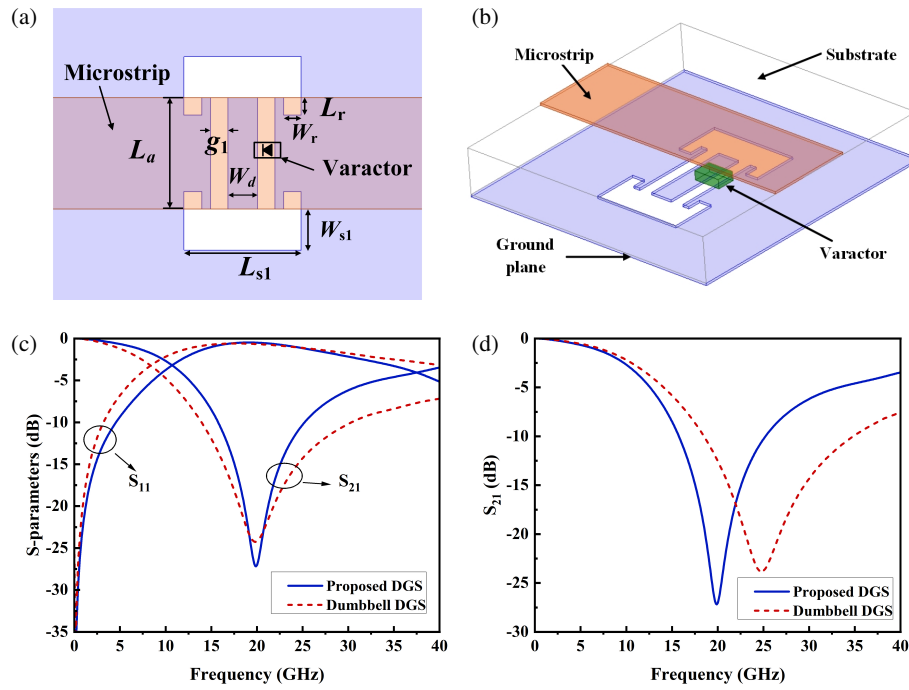 (a)
Microstrip
L_r
W_r
L_a
g_1
Varactor
W_d
W_s1
L_s1
(b)
Microstrip
Substrate
Ground
plane
Varactor
(c)
S-parameters (dB)
0
-5
-10
-15
-20
-25
-30
-35
S_11
S_21
Proposed DGS
Dumbbell DGS
0 5 10 15 20 25 30 35 40
Frequency (GHz)
(d)
S_21 (dB)
0
-5
-10
-15
-20
-25
-30
Proposed DGS
Dumbbell DGS
0 5 10 15 20 25 30 35 40
Frequency (GHz)